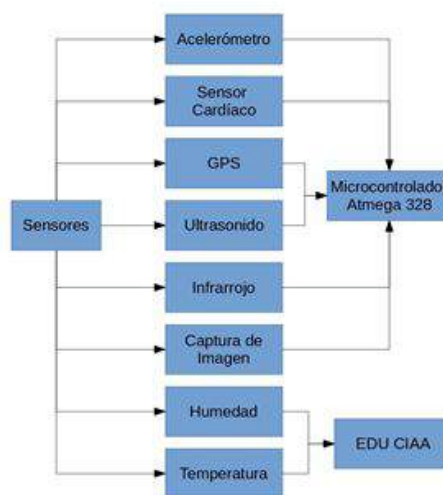 Acelerómetro
Sensor
Cardíaco
GPS
Microcontrolado
Atmega 328
Sensores
Ultrasonido
Infrarrojo
Captura de
Imagen
Humedad
EDU CIAA
Temperatura